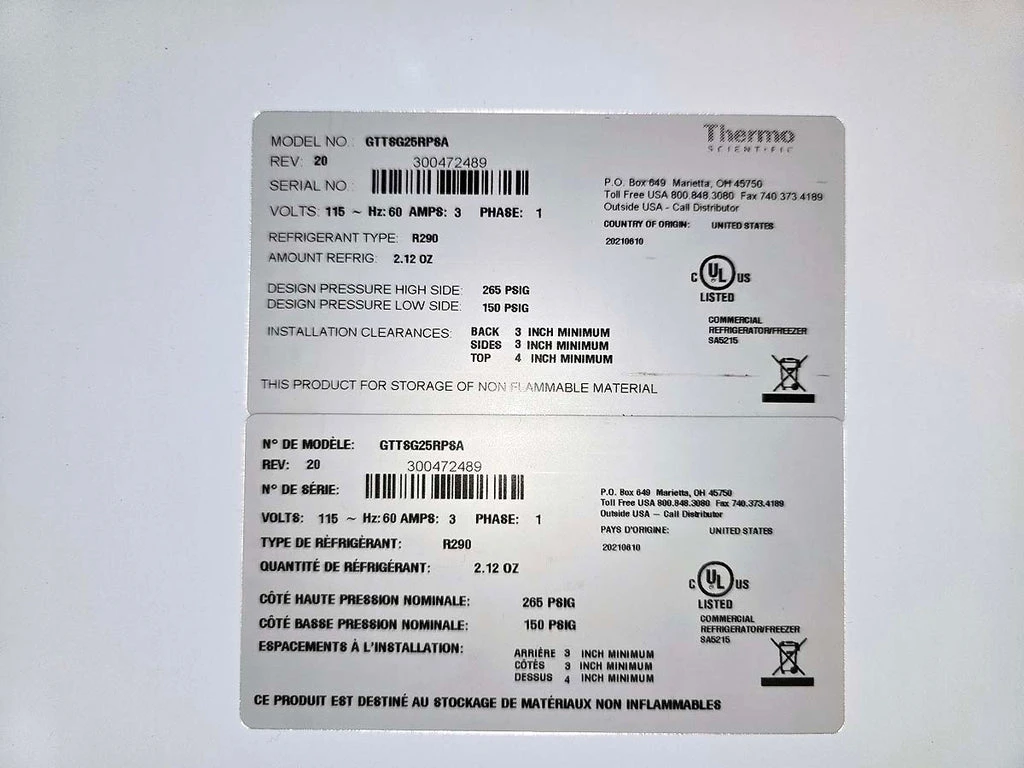 Thermo
SCIENTIFIC
MODEL NO. GTTSG25RPSA
REV: 20
300472489
SERIAL NO.
VOLTS: 115 ~ Hz: 60 AMPS: 3 PHASE: 1
REFRIGERANT TYPE: R290
AMOUNT REFRIG: 2.12 OZ
DESIGN PRESSURE HIGH SIDE: 265 PSIG
DESIGN PRESSURE LOW SIDE: 150 PSIG
INSTALLATION CLEARANCES: BACK 3 INCH MINIMUM
SIDES 3 INCH MINIMUM
TOP 4 INCH MINIMUM
THIS PRODUCT FOR STORAGE OF NON FLAMMABLE MATERIAL
P.O. Box 649 Marietta, OH 45750
Toll Free USA 800.848.3080 Fax 740.373.4189
Outside USA - Call Distributor
COUNTRY OF ORIGIN: UNITED STATES
20210610
C UL US
LISTED
COMMERCIAL
REFRIGERATOR/FREEZER
SA5215
N° DE MODÈLE: GTTSG25RPSA
REV: 20
300472489
N° DE SÉRIE:
VOLTS: 115 ~ Hz: 60 AMPS: 3 PHASE: 1
TYPE DE RÉFRIGÉRANT: R290
QUANTITÉ DE RÉFRIGÉRANT: 2.12 OZ
CÔTÉ HAUTE PRESSION NOMINALE: 265 PSIG
CÔTÉ BASSE PRESSION NOMINALE: 150 PSIG
ESPACEMENTS À L'INSTALLATION: ARRIÈRE 3 INCH MINIMUM
CÔTÉS 3 INCH MINIMUM
DESSUS 4 INCH MINIMUM
CE PRODUIT EST DESTINÉ AU STOCKAGE DE MATÉRIAUX NON INFLAMMABLES
P.O. Box 649 Marietta, OH 45750
Toll Free USA 800.848.3080 Fax 740.373.4189
Outside USA – Call Distributor
PAYS D'ORIGINE: UNITED STATES
20210610
C UL US
LISTED
COMMERCIAL
REFRIGERATOR/FREEZER
SA5215